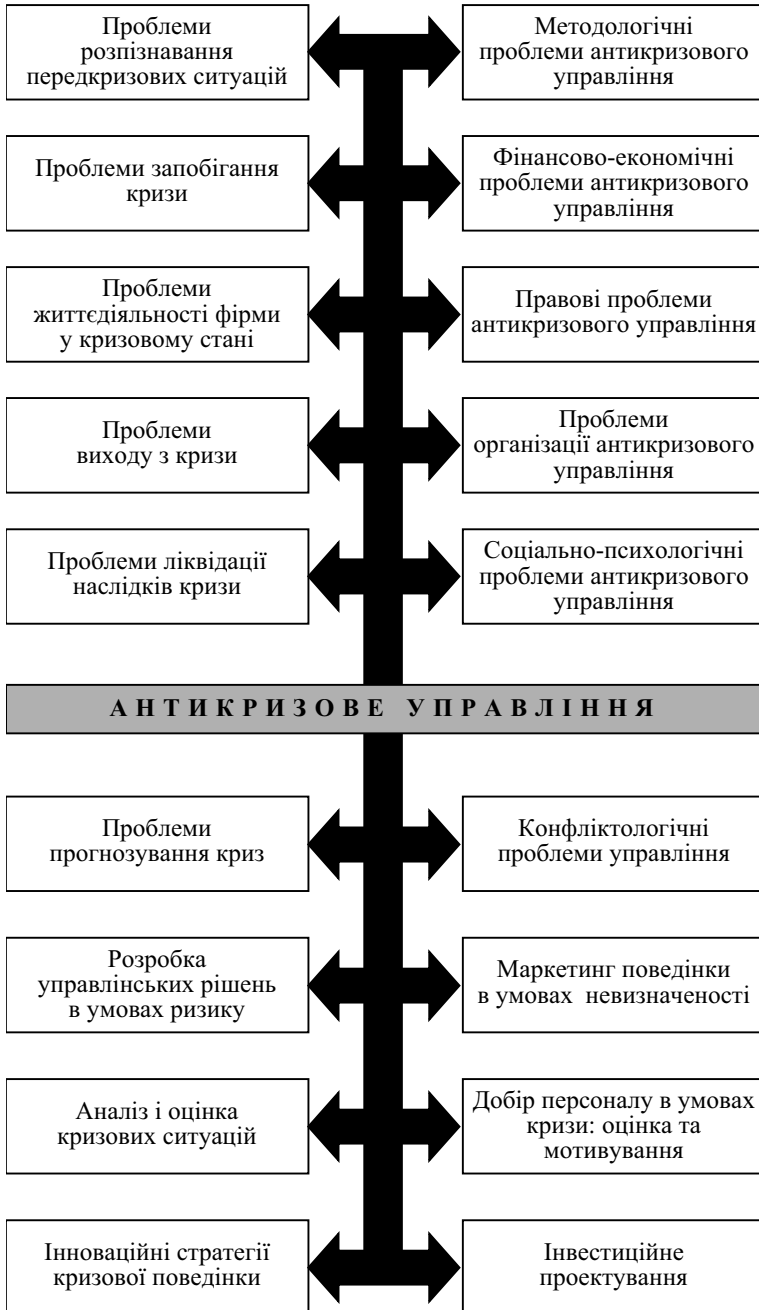 Проблеми
розпізнавання
передкризових ситуацій
Методологічні
проблеми антикризового
управління
Проблеми запобігання
кризи
Фінансово-економічні
проблеми антикризового
управління
Проблеми
життєдіяльності фірми
у кризовому стані
Правові проблеми
антикризового управління
Проблеми
виходу з кризи
Проблеми
організації антикризового
управління
Проблеми ліквідації
наслідків кризи
Соціально-психологічні
проблеми антикризового
управління
АНТИКРИЗОВЕ УПРАВЛІННЯ
Проблеми
прогнозування криз
Конфліктологічні
проблеми управління
Розробка
управлінських рішень
в умовах ризику
Маркетинг поведінки
в умовах невизначеності
Аналіз і оцінка
кризових ситуацій
Добір персоналу в умовах
кризи: оцінка та
мотивування
Інноваційні стратегії
кризової поведінки
Інвестиційне
проектування